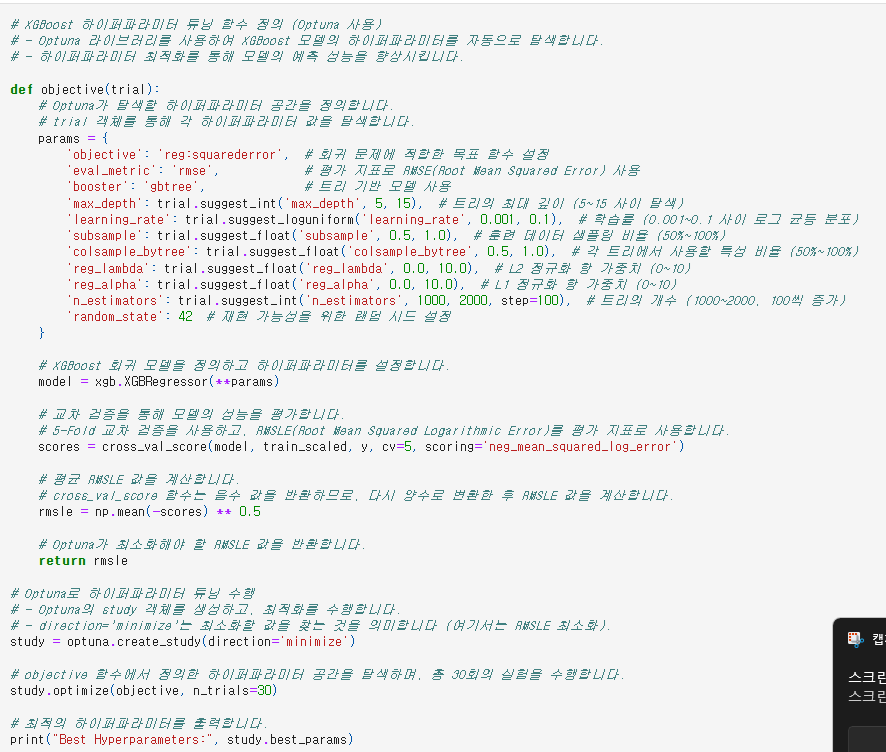 # XGBoost 하이퍼파라미터 튜닝 함수 정의 (Optuna 사용)
# - Optuna 라이브러리를 사용하여 XGBoost 모델의 하이퍼파라미터를 자동으로 탐색합니다.
# - 하이퍼파라미터 최적화를 통해 모델의 예측 성능을 향상시킵니다.
def objective(trial):
    # Optuna가 탐색할 하이퍼파라미터 공간을 정의합니다.
    # trial 객체를 통해 각 하이퍼파라미터 값을 탐색합니다.
    params = {
        'objective': 'reg:squarederror',  # 회귀 문제에 적합한 목표 함수 설정
        'eval_metric': 'rmse',            # 평가 지표로 RMSE(Root Mean Squared Error) 사용
        'booster': 'gbtree',              # 트리 기반 모델 사용
        'max_depth': trial.suggest_int('max_depth', 5, 15),  # 트리의 최대 깊이 (5~15 사이 탐색)
        'learning_rate': trial.suggest_loguniform('learning_rate', 0.001, 0.1),  # 학습률 (0.001~0.1 사이 로그 균등 분포)
        'subsample': trial.suggest_float('subsample', 0.5, 1.0),  # 훈련 데이터 샘플링 비율 (50%~100%)
        'colsample_bytree': trial.suggest_float('colsample_bytree', 0.5, 1.0),  # 각 트리에서 사용할 특성 비율 (50%~100%)
        'reg_lambda': trial.suggest_float('reg_lambda', 0.0, 10.0),  # L2 정규화 항 가중치 (0~10)
        'reg_alpha': trial.suggest_float('reg_alpha', 0.0, 10.0),  # L1 정규화 항 가중치 (0~10)
        'n_estimators': trial.suggest_int('n_estimators', 1000, 2000, step=100),  # 트리의 개수 (1000~2000, 100씩 증가)
        'random_state': 42  # 재현 가능성을 위한 랜덤 시드 설정
    }
    # XGBoost 회귀 모델을 정의하고 하이퍼파라미터를 설정합니다.
    model = xgb.XGBRegressor(**params)
    # 교차 검증을 통해 모델의 성능을 평가합니다.
    # 5-Fold 교차 검증을 사용하고, RMSLE(Root Mean Squared Logarithmic Error)를 평가 지표로 사용합니다.
    scores = cross_val_score(model, train_scaled, y, cv=5, scoring='neg_mean_squared_log_error')
    # 평균 RMSLE 값을 계산합니다.
    # cross_val_score 함수는 음수 값을 반환하므로, 다시 양수로 변환한 후 RMSLE 값을 계산합니다.
    rmsle = np.mean(-scores) ** 0.5
    # Optuna가 최소화해야 할 RMSLE 값을 반환합니다.
    return rmsle
# Optuna로 하이퍼파라미터 튜닝 수행
# - Optuna의 study 객체를 생성하고, 최적화를 수행합니다.
# - direction='minimize'는 최소화할 값을 찾는 것을 의미합니다 (여기서는 RMSLE 최소화).
study = optuna.create_study(direction='minimize')
# objective 함수에서 정의한 하이퍼파라미터 공간을 탐색하며, 총 30회의 실험을 수행합니다.
study.optimize(objective, n_trials=30)
# 최적의 하이퍼파라미터를 출력합니다.
print("Best Hyperparameters:", study.best_params)
스크린
스크린